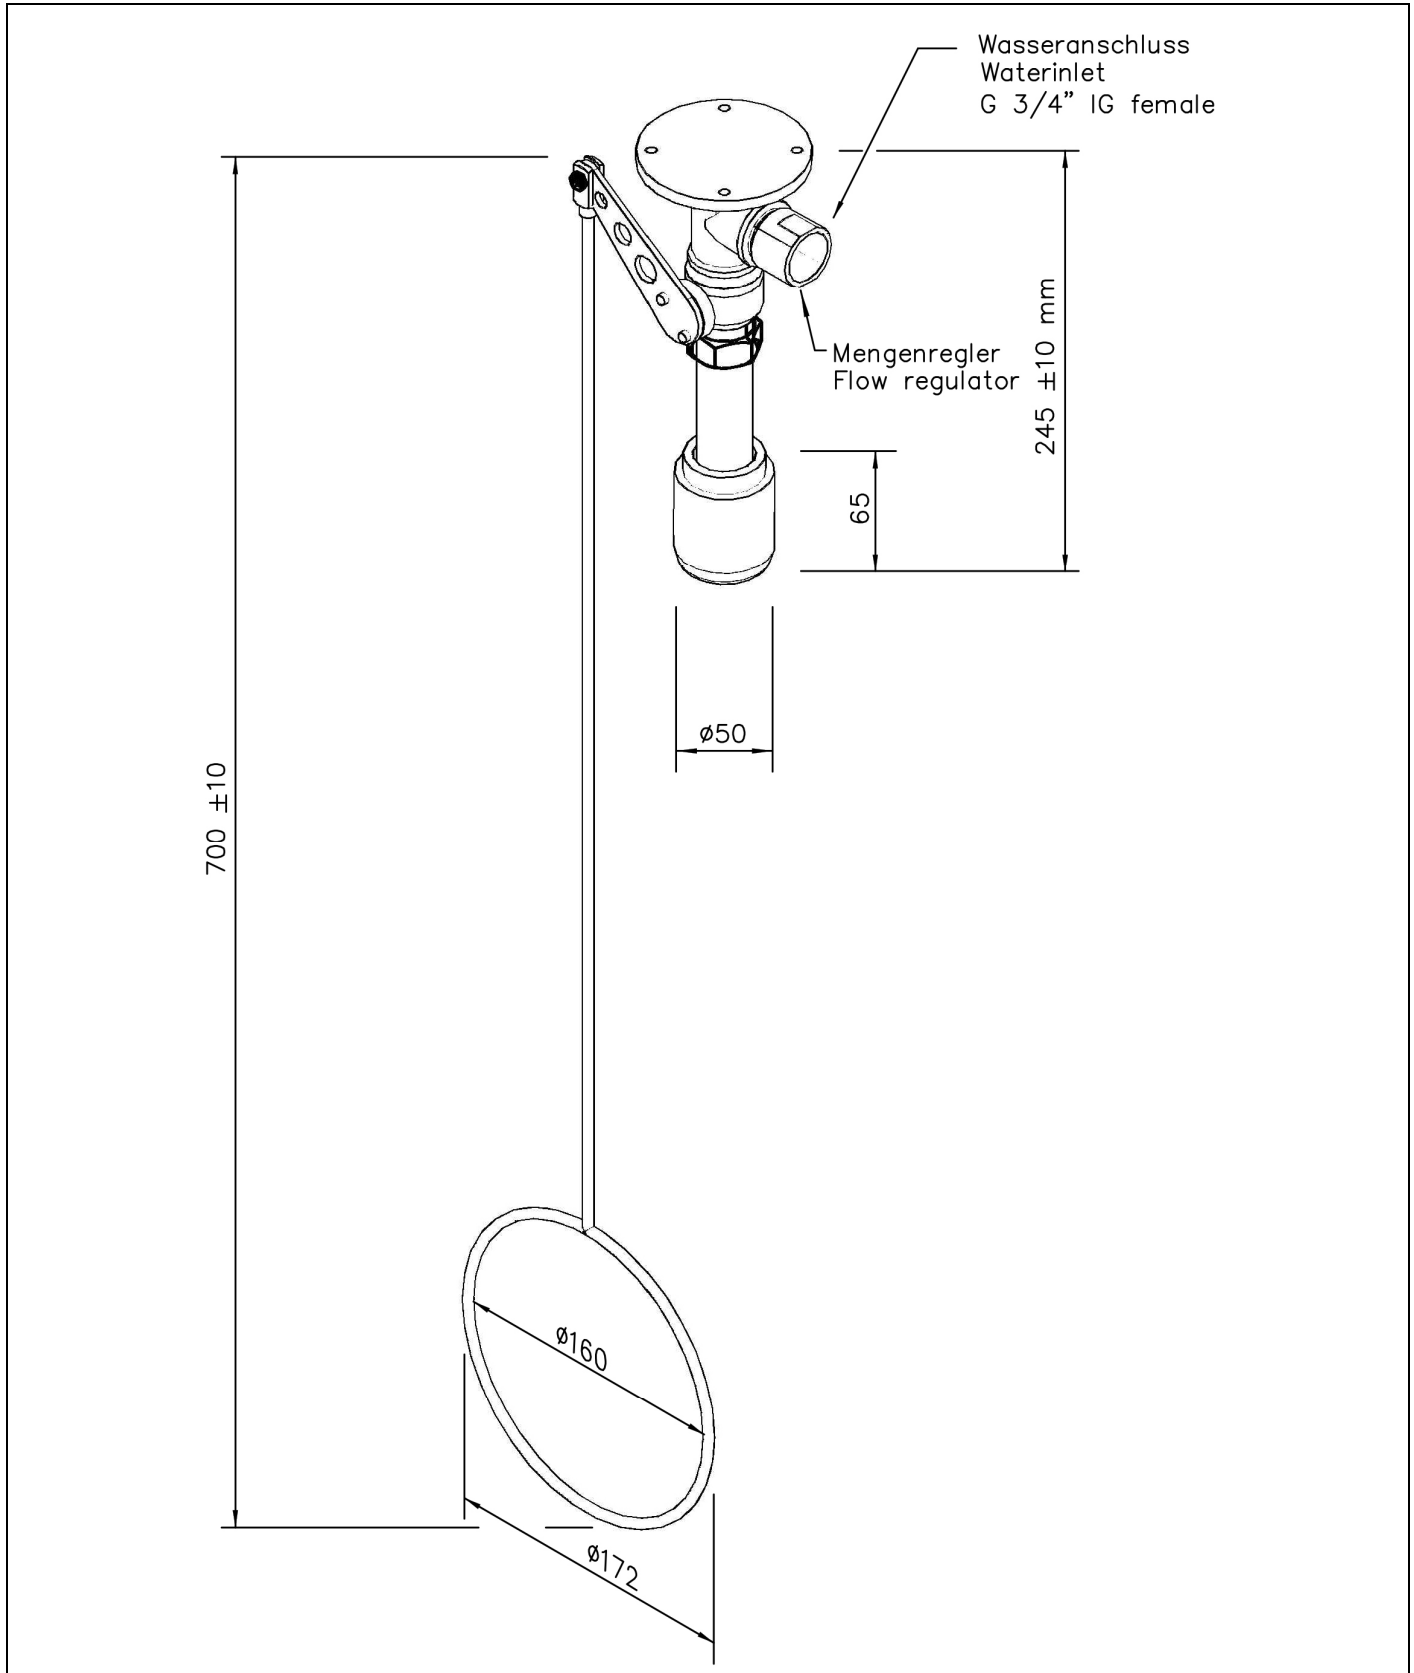 Wasseranschluss
Waterinlet
G 3/4” IG female
Mengenregler
Flow regulator
245 ±10 mm
65
ø50
700 ±10
ø160
ø172